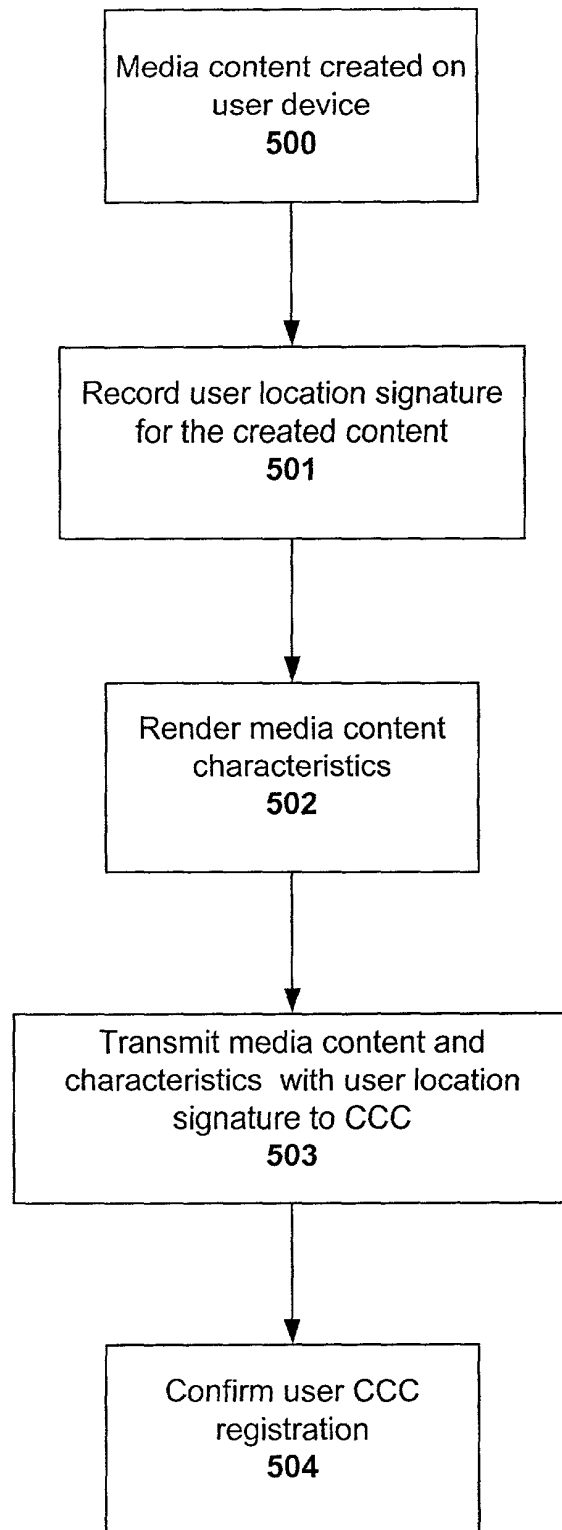 Media content created on
user device
500
Record user location signature
for the created content
501
Render media content
characteristics
502
Transmit media content and
characteristics with user location
signature to CCC
503
Confirm user CCC
registration
504